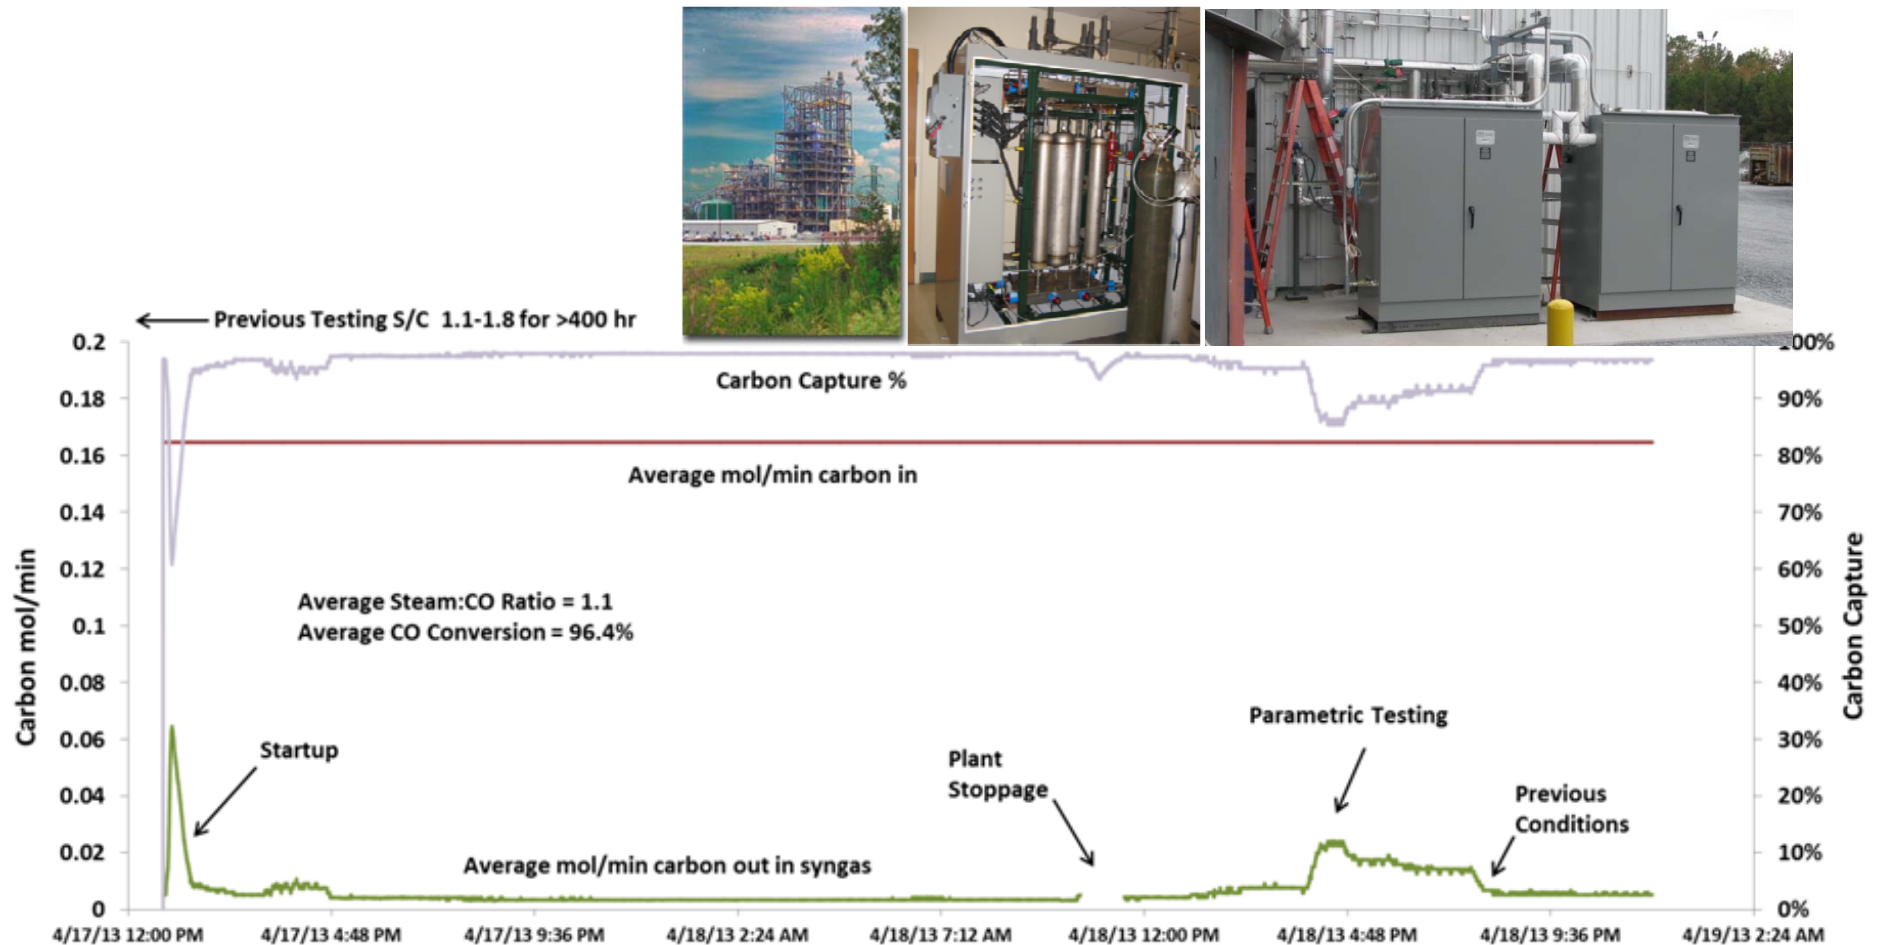 Previous Testing S/C 1.1-1.8 for >400 hr
0.2
0.18
0.16
0.14
0.12
0.1
0.08
0.06
0.04
0.02
0
Carbon mol/min
Carbon Capture %
Average mol/min carbon in
Average Steam:CO Ratio = 1.1
Average CO Conversion = 96.4%
Startup
Average mol/min carbon out in syngas
Plant
Stoppage
Parametric Testing
Previous
Conditions
00%
90%
80%
70%
60%
50%
40%
30%
20%
10%
0%
Carbon Capture
4/17/13 12:00 PM
4/17/13 4:48 PM
4/17/13 9:36 PM
4/18/13 2:24 AM
4/18/13 7:12 AM
4/18/13 12:00 PM
4/18/13 4:48 PM
4/18/13 9:36 PM
4/19/13 2:24 AM